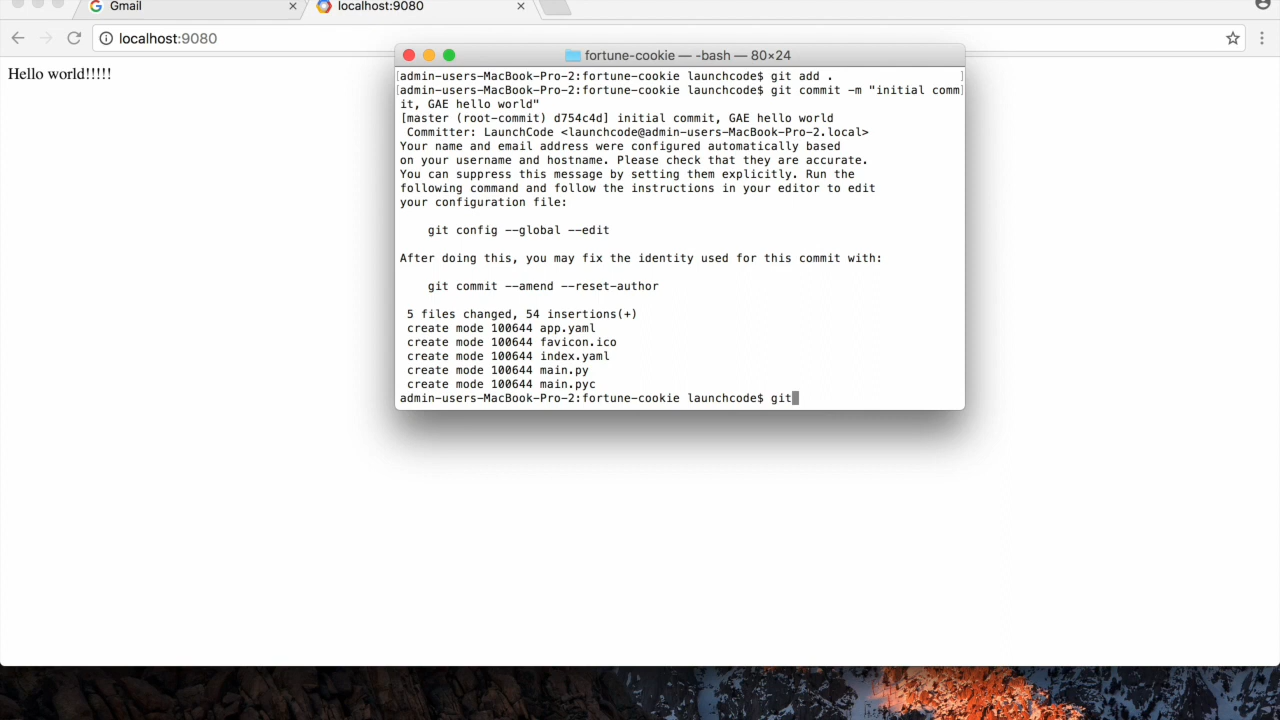 Gmail
localhost:9080
localhost:9080
Hello world!!!!!
fortune-cookie — -bash — 80×24
[admin-users-MacBook-Pro-2:fortune-cookie launchcode$ git add . ]
[admin-users-MacBook-Pro-2:fortune-cookie launchcode$ git commit -m "initial comm]
it, GAE hello world"
[master (root-commit) d754c4d] initial commit, GAE hello world
Committer: LaunchCode <launchcode@admin-users-MacBook-Pro-2.local>
Your name and email address were configured automatically based
on your username and hostname. Please check that they are accurate.
You can suppress this message by setting them explicitly. Run the
following command and follow the instructions in your editor to edit
your configuration file:
git config --global --edit
After doing this, you may fix the identity used for this commit with:
git commit --amend --reset-author
5 files changed, 54 insertions(+)
create mode 100644 app.yaml
create mode 100644 favicon.ico
create mode 100644 index.yaml
create mode 100644 main.py
create mode 100644 main.pyc
admin-users-MacBook-Pro-2:fortune-cookie launchcode$ git